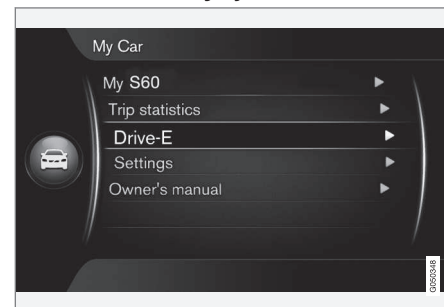 My Car
My S60
Trip statistics
Drive-E
Settings
Owner's manual
G050348